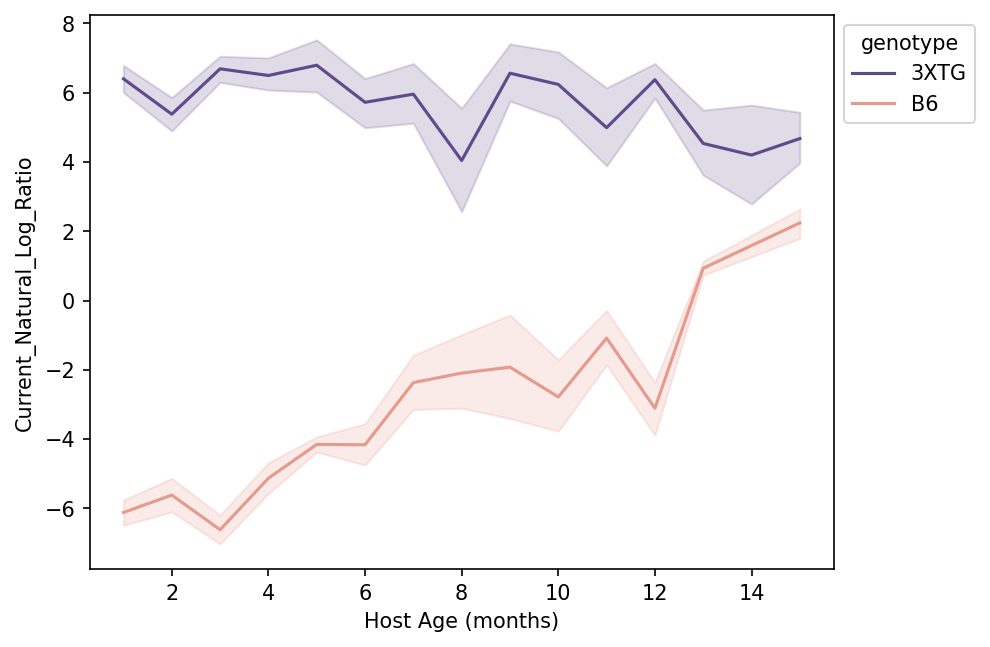 8
6
4
2
0
−2
−4
−6
Current_Natural_Log_Ratio
2 4 6 8 10 12 14
Host Age (months)
genotype
3XTG
B6